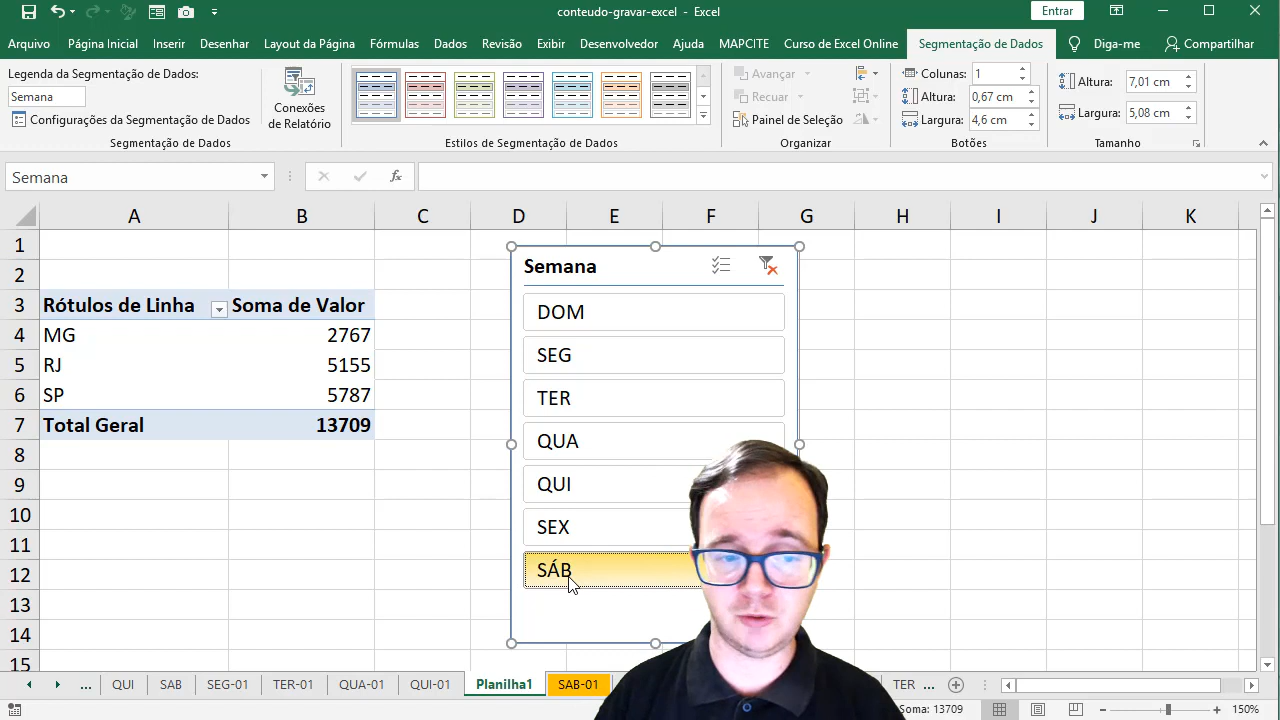 conteudo-gravar-excel - Excel
Entrar
Arquivo Página Inicial Inserir Desenhar Layout da Página Fórmulas Dados Revisão Exibir Desenvolvedor Ajuda MAPCITE Curso de Excel Online Segmentação de Dados Diga-me Compartilhar
Legenda da Segmentação de Dados:
Semana
Configurações da Segmentação de Dados
Segmentação de Dados
Conexões
de Relatório
Estilos de Segmentação de Dados
Avançar
Recuar
Painel de Seleção
Organizar
Colunas: 1
Altura: 0,67 cm
Largura: 4,6 cm
Botões
Altura: 7,01 cm
Largura: 5,08 cm
Tamanho
Semana
fx
A B C D E F G H I J K
1
2
3 Rótulos de Linha Soma de Valor
4 MG 2767
5 RJ 5155
6 SP 5787
7 Total Geral 13709
8
9
10
11
12
13
14
15
Semana
DOM
SEG
TER
QUA
QUI
SEX
SÁB
... QUI SAB SEG-01 TER-01 QUA-01 QUI-01 Planilha1 SAB-01 TER ...
Soma: 13709
150%